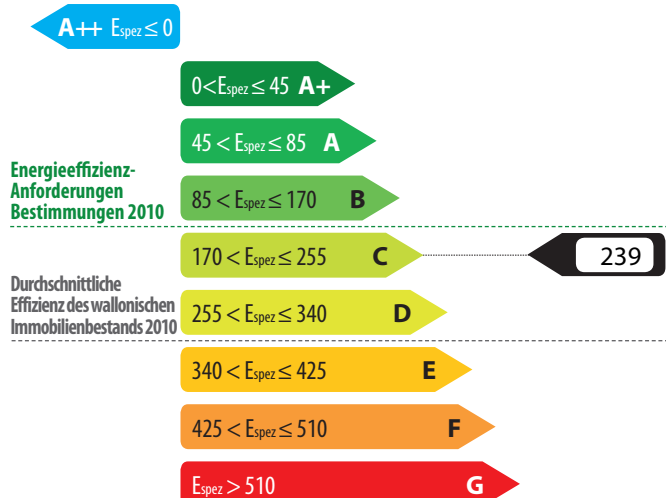 A++ Espez ≤ 0
0<Espez ≤ 45 A+
45 < Espez ≤ 85 A
Energieeffizienz-
Anforderungen
Bestimmungen 2010
85 < Espez ≤ 170 B
170 < Espez ≤ 255 C
239
Durchschnittliche
Effizienz des wallonischen
Immobilienbestands 2010
255 < Espez ≤ 340 D
340 < Espez ≤ 425 E
425 < Espez ≤ 510 F
Espez > 510 G